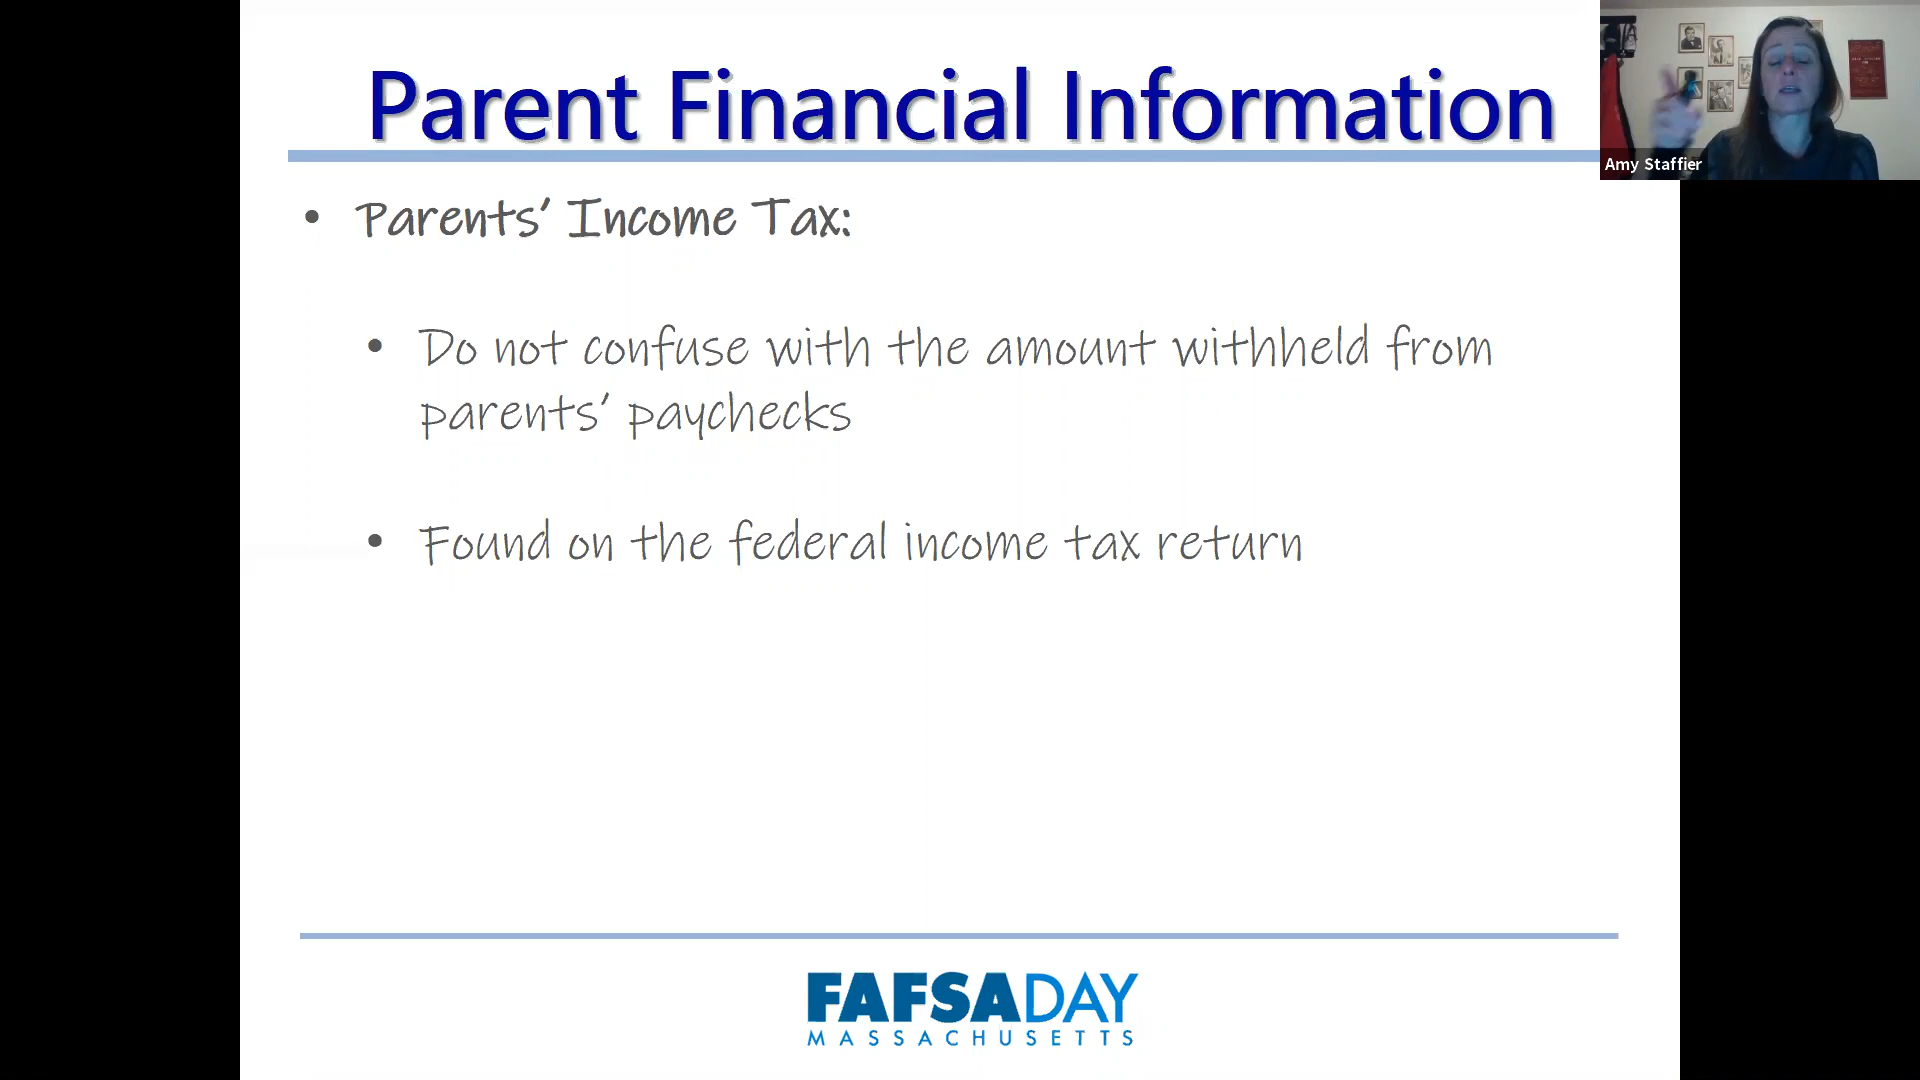 Parent Financial Information
Amy Staffier
• Parents' Income Tax:
• Do not confuse with the amount withheld from
parents' paychecks
• Found on the federal income tax return
FAFSADAY
MASSACHUSETTS